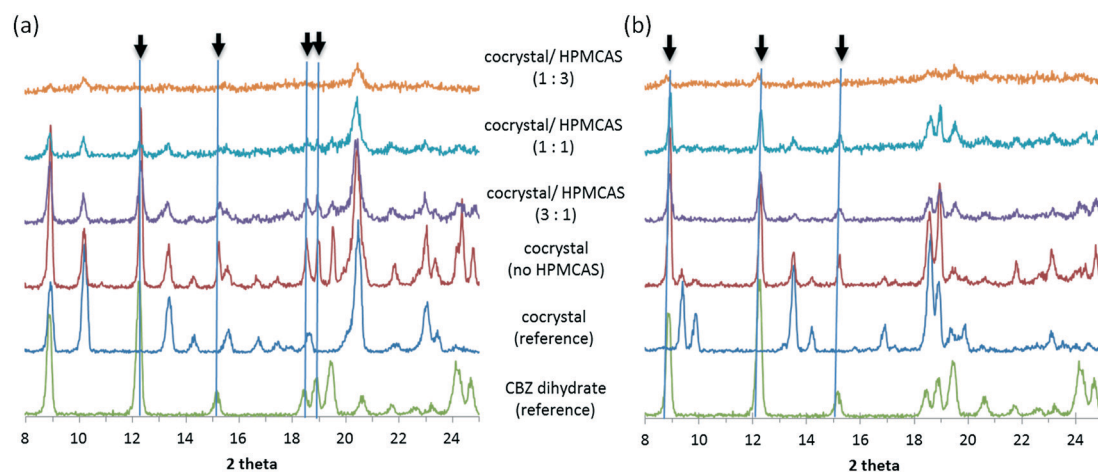 (a)
(b)
cocrystal/ HPMCAS
(1 : 3)
cocrystal/ HPMCAS
(1 : 1)
cocrystal/ HPMCAS
(3 : 1)
cocrystal
(no HPMCAS)
cocrystal
(reference)
CBZ dihydrate
(reference)
8 10 12 14 16 18 20 22 24
2 theta
8 10 12 14 16 18 20 22 24
2 theta